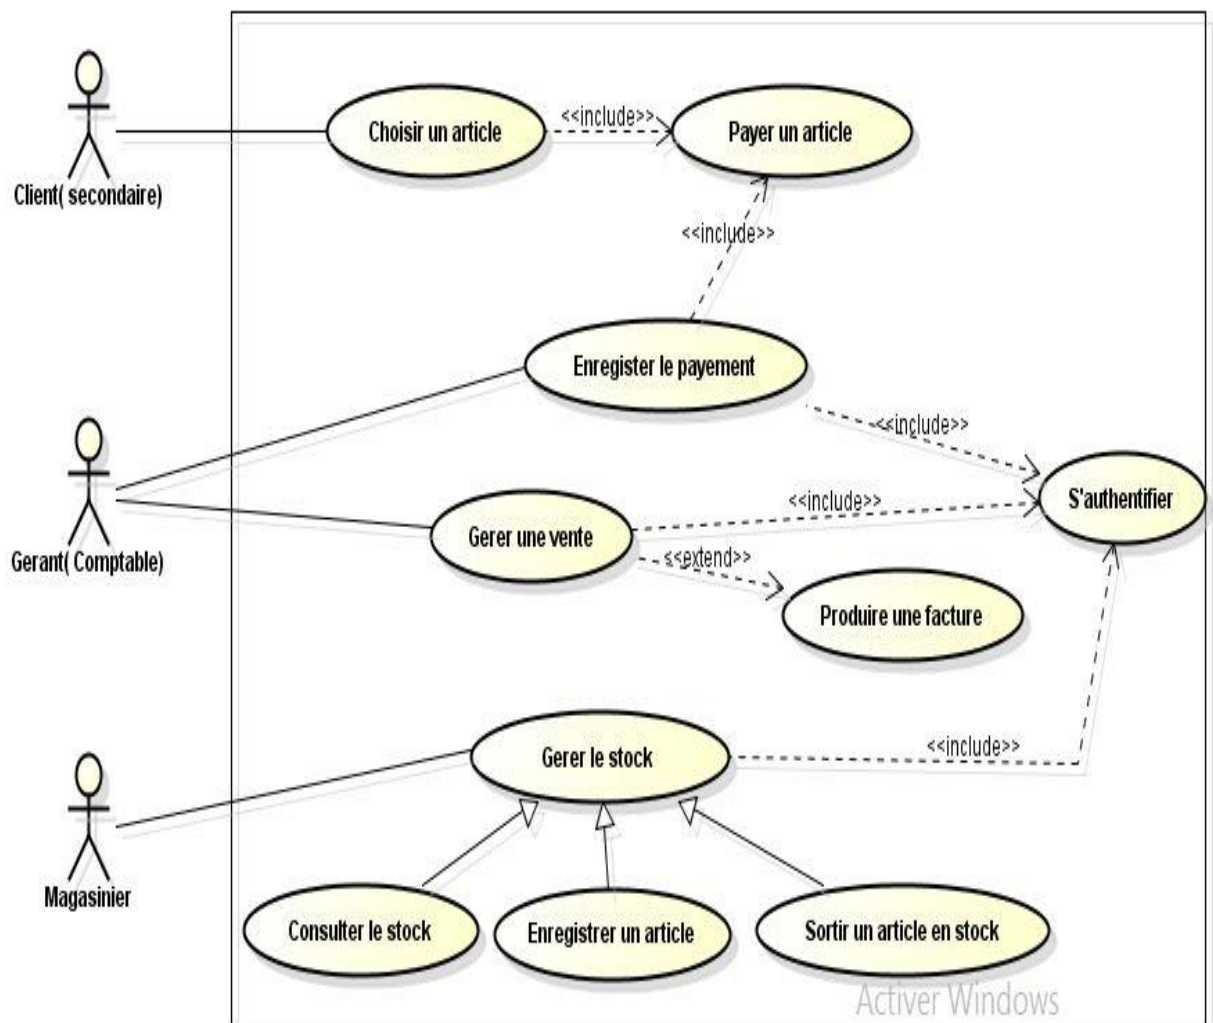 Choisir un article
<<include>>
Payer un article
Client( secondaire)
<<include>>
Enregister le payement
<<include>>
S'authentifier
<<include>>
Gerer une vente
<<extend>>
Gerant( Comptable)
Produire une facture
<<include>>
Gerer le stock
Magasinier
Consulter le stock
Enregistrer un article
Sortir un article en stock
Activer Windows